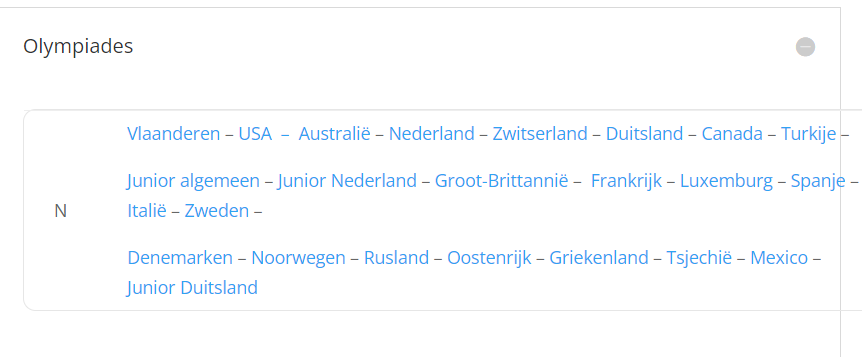 Olympiades
Vlaanderen – USA – Australië – Nederland – Zwitserland – Duitsland – Canada – Turkije –
Junior algemeen – Junior Nederland – Groot-Brittannië – Frankrijk – Luxemburg – Spanje –
N
Italië – Zweden –
Denemarken – Noorwegen – Rusland – Oostenrijk – Griekenland – Tsjechië – Mexico –
Junior Duitsland